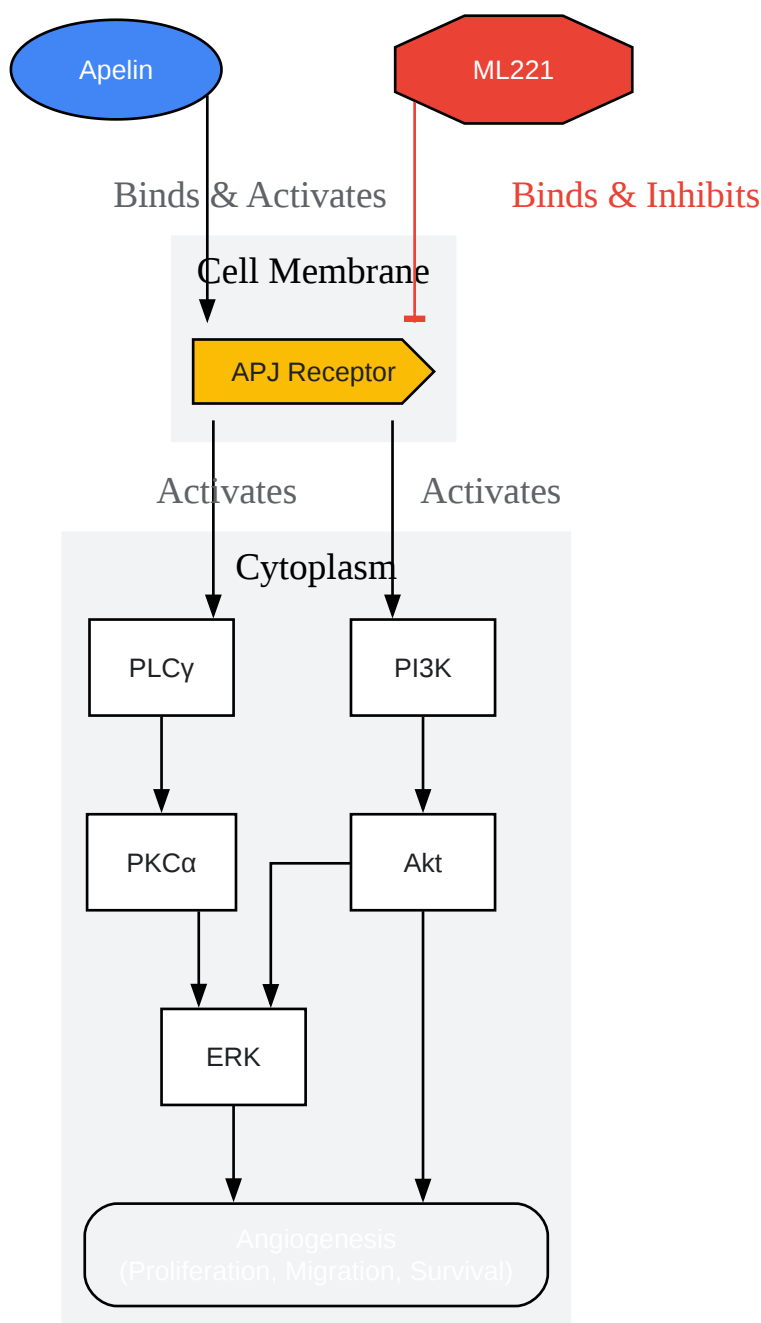 Apelin
ML221
Binds & Activates
Binds & Inhibits
Cell Membrane
APJ Receptor
Activates
Activates
Cytoplasm
PLCγ
PI3K
PKCα
Akt
ERK
Angiogenesis
(Proliferation, Migration, Survival)